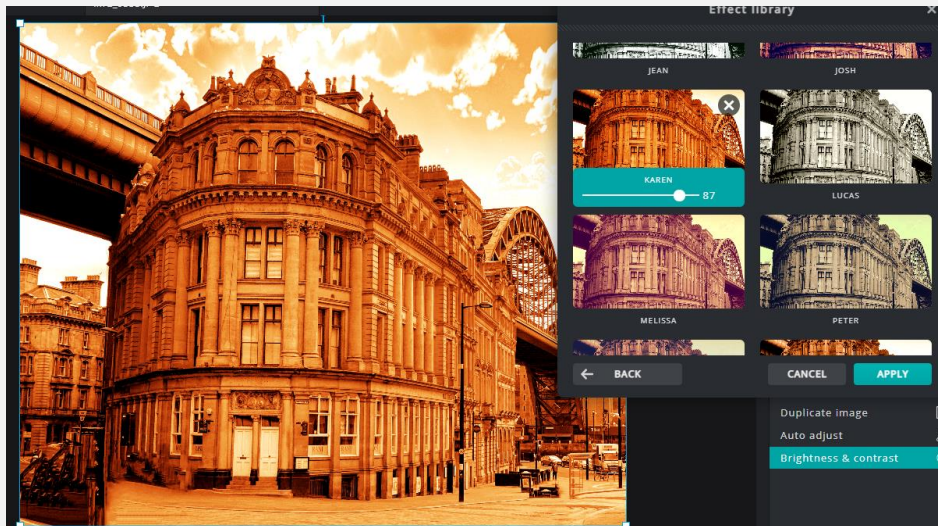 Effect library
JEAN
JOSH
KAREN
87
LUCAS
MELISSA
PETER
BACK
CANCEL
APPLY
Duplicate image
Auto adjust
Brightness & contrast